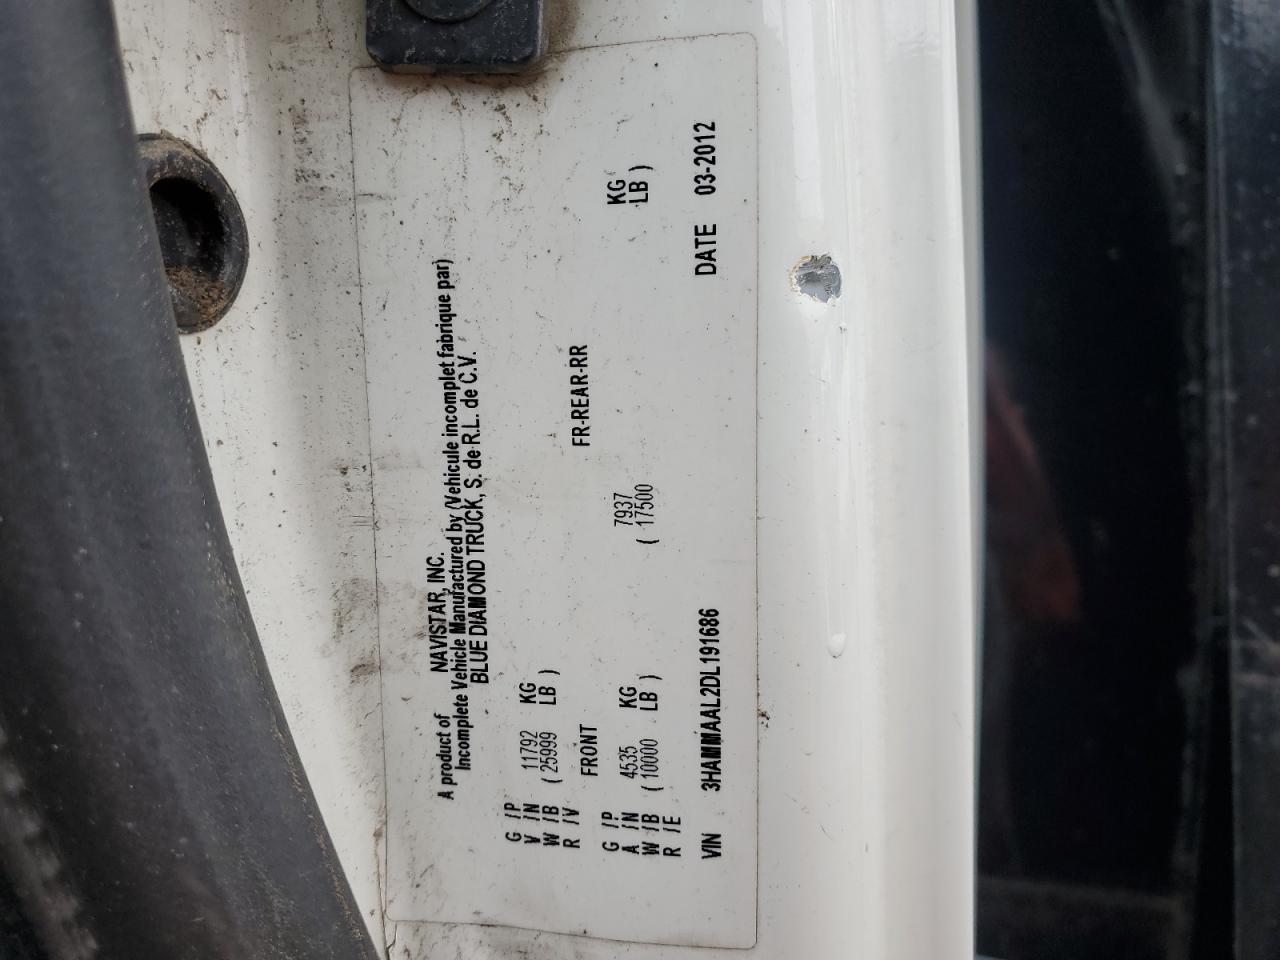 A product of NAVISTAR, INC.
Incomplete Vehicle Manufactured by (Vehicule incomplet fabrique par)
BLUE DIAMOND TRUCK, S. de R.L. de C.V.
G /P
V /N 11792 KG
W /B ( 25999 LB )
R /V
FRONT FR-REAR-RR
G /P
A /N 4535 KG 7937 KG
W /B ( 10000 LB ) ( 17500 LB )
R /E
VIN 3HAMMAAL2DL191686 DATE 03-2012